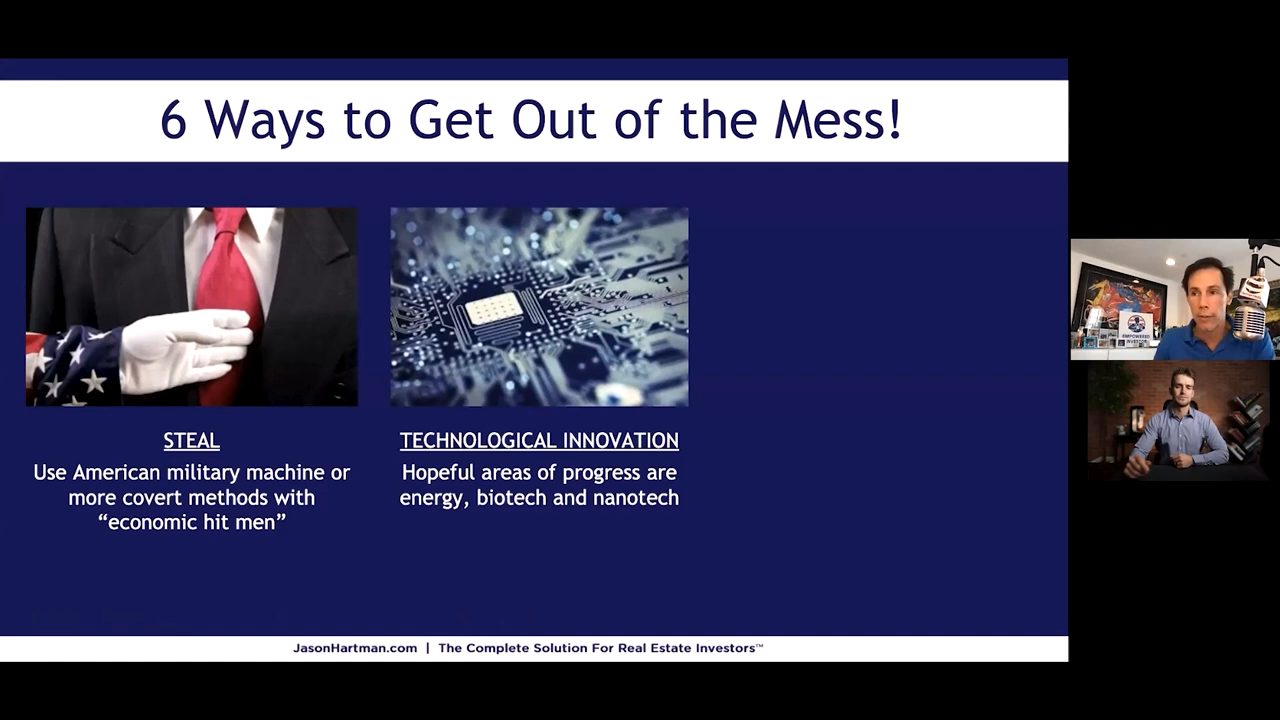 6 Ways to Get Out of the Mess!
STEAL
Use American military machine or
more covert methods with
“economic hit men”
TECHNOLOGICAL INNOVATION
Hopeful areas of progress are
energy, biotech and nanotech
JasonHartman.com | The Complete Solution For Real Estate Investors™
EMPOWERED
INVESTOR